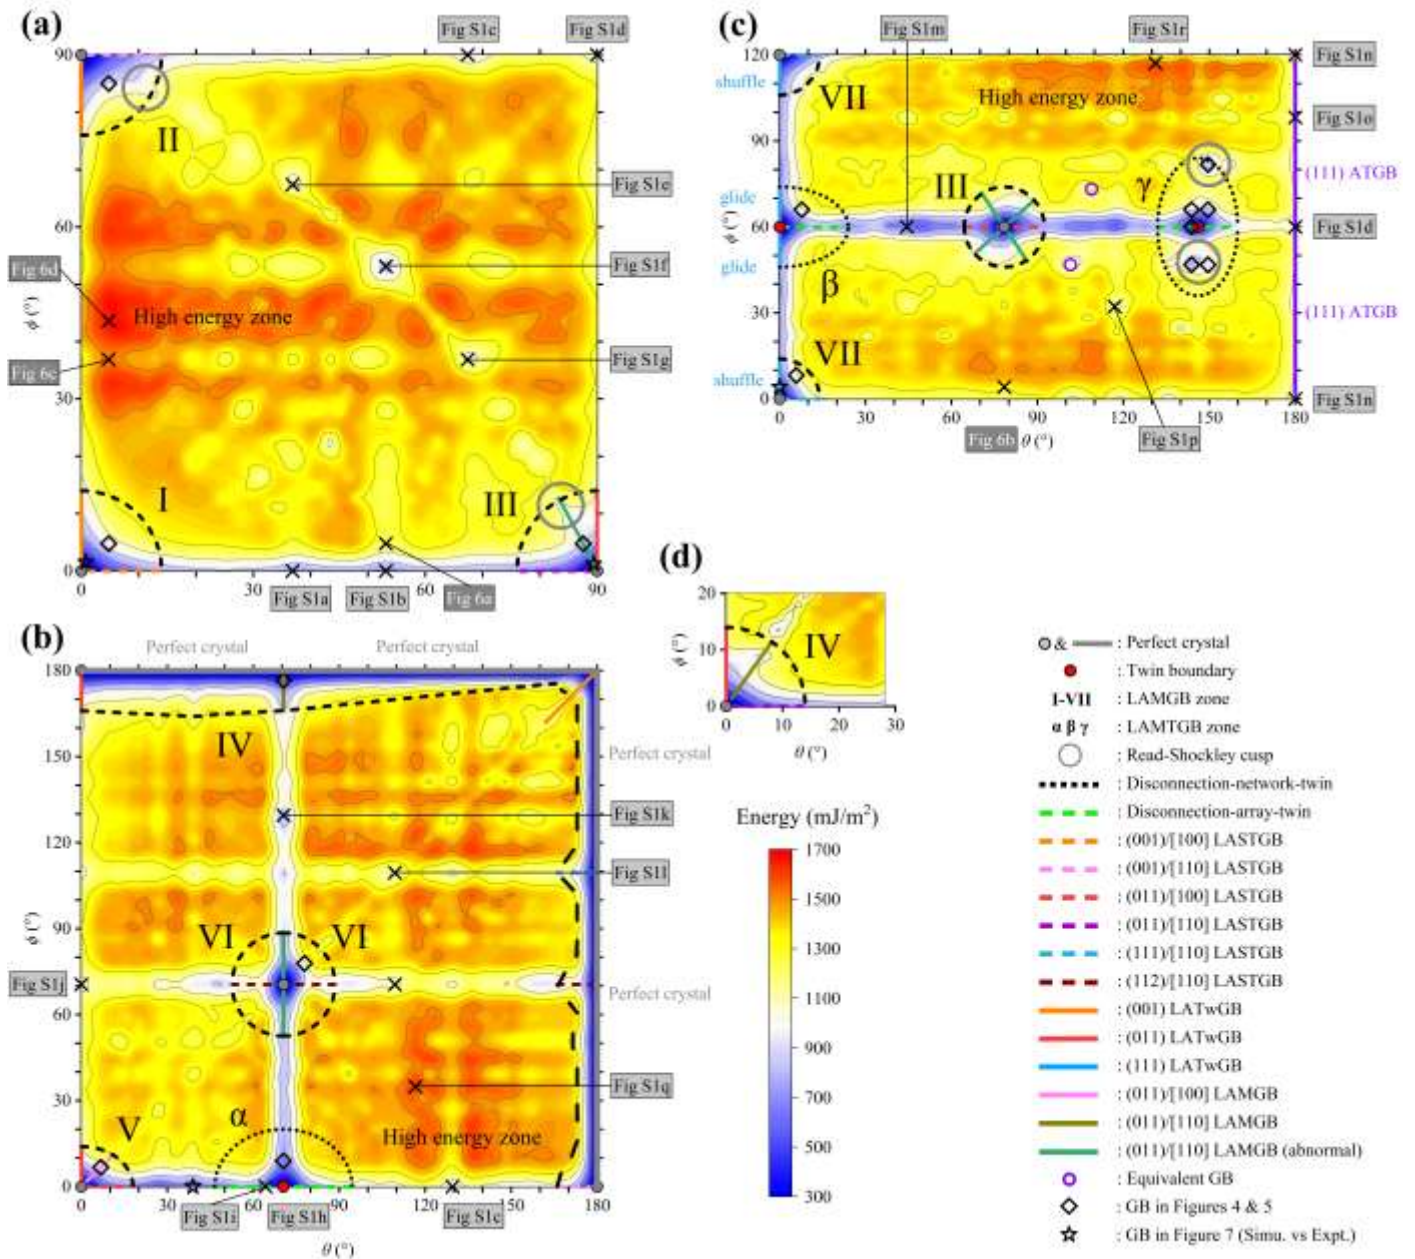 (a)
Fig S1c
Fig S1d
90
60
30
0
ϕ (°)
II
Fig S1e
Fig S1f
Fig S1g
Fig 6d
Fig 6c
High energy zone
I
III
0
30
60
90
Fig S1a
Fig S1b
Fig 6a
(c)
Fig S1m
Fig S1r
120
90
60
30
0
ϕ (°)
shuffle
glide
glide
shuffle
VII
High energy zone
III
γ
β
VII
Fig S1n
Fig S1o
(111) ATGB
Fig S1d
(111) ATGB
Fig S1n
0
30
60
90
120
150
180
Fig 6b
θ (°)
Fig S1p
(d)
20
10
0
ϕ (°)
IV
0
10
20
30
θ (°)
(b)
Perfect crystal
Perfect crystal
180
150
120
90
60
30
0
ϕ (°)
Fig S1j
IV
VI
VI
V
α
High energy zone
Perfect crystal
Fig S1k
Fig S1l
Perfect crystal
Fig S1q
0
30
60
90
120
150
180
Fig S1i
Fig S1h
Fig S1c
θ (°)
Energy (mJ/m²)
1700
1500
1300
1100
900
700
500
300
& : Perfect crystal
: Twin boundary
I-VII : LAMGB zone
α β γ : LAMTGB zone
: Read-Shockley cusp
: Disconnection-network-twin
: Disconnection-array-twin
: (001)/[100] LASTGB
: (001)/[110] LASTGB
: (011)/[100] LASTGB
: (011)/[110] LASTGB
: (111)/[110] LASTGB
: (112)/[110] LASTGB
: (001) LATwGB
: (011) LATwGB
: (111) LATwGB
: (011)/[100] LAMGB
: (011)/[110] LAMGB
: (011)/[110] LAMGB (abnormal)
: Equivalent GB
: GB in Figures 4 & 5
: GB in Figure 7 (Simu. vs Expt.)